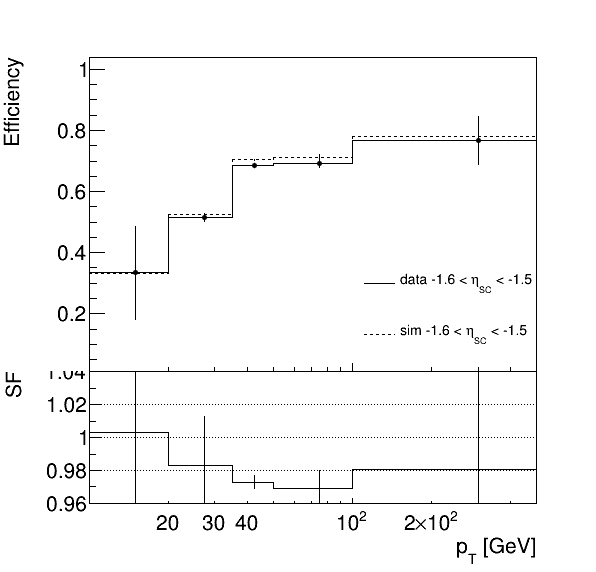 Efficiency
1
0.8
0.6
0.4
0.2
data -1.6 < η_SC < -1.5
sim -1.6 < η_SC < -1.5
SF
1.04
1.02
1
0.98
0.96
20 30 40 10² 2×10²
p_T [GeV]